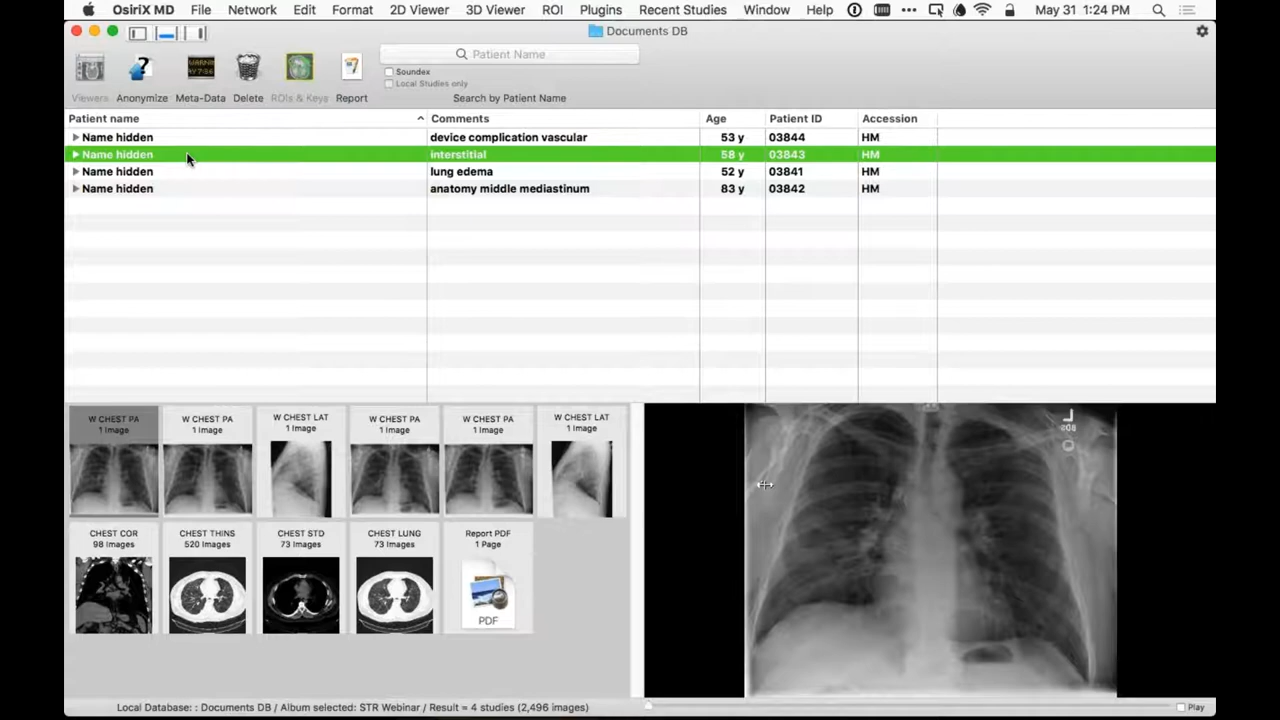 OsiriX MD File Network Edit Format 2D Viewer 3D Viewer ROI Plugins Recent Studies Window Help May 31 1:24 PM
Documents DB
Patient Name
Soundex
Local Studies only
Viewers Anonymize Meta-Data Delete ROIs & Keys Report Search by Patient Name
Patient name Comments Age Patient ID Accession
Name hidden device complication vascular 53 y 03844 HM
Name hidden interstitial 58 y 03843 HM
Name hidden lung edema 52 y 03841 HM
Name hidden anatomy middle mediastinum 83 y 03842 HM
W CHEST PA W CHEST PA W CHEST LAT W CHEST PA W CHEST PA W CHEST LAT
1 Image 1 Image 1 Image 1 Image 1 Image 1 Image
CHEST COR CHEST THINS CHEST STD CHEST LUNG Report PDF
98 Images 520 Images 73 Images 73 Images 1 Page
PDF
Local Database: : Documents DB / Album selected: STR Webinar / Result = 4 studies (2,496 images) Play